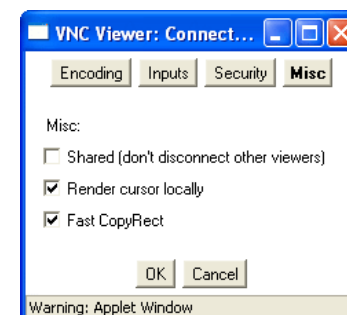 VNC Viewer: Connect...
Encoding Inputs Security Misc
Misc:
Shared (don't disconnect other viewers)
Render cursor locally
Fast CopyRect
OK Cancel
Warning: Applet Window